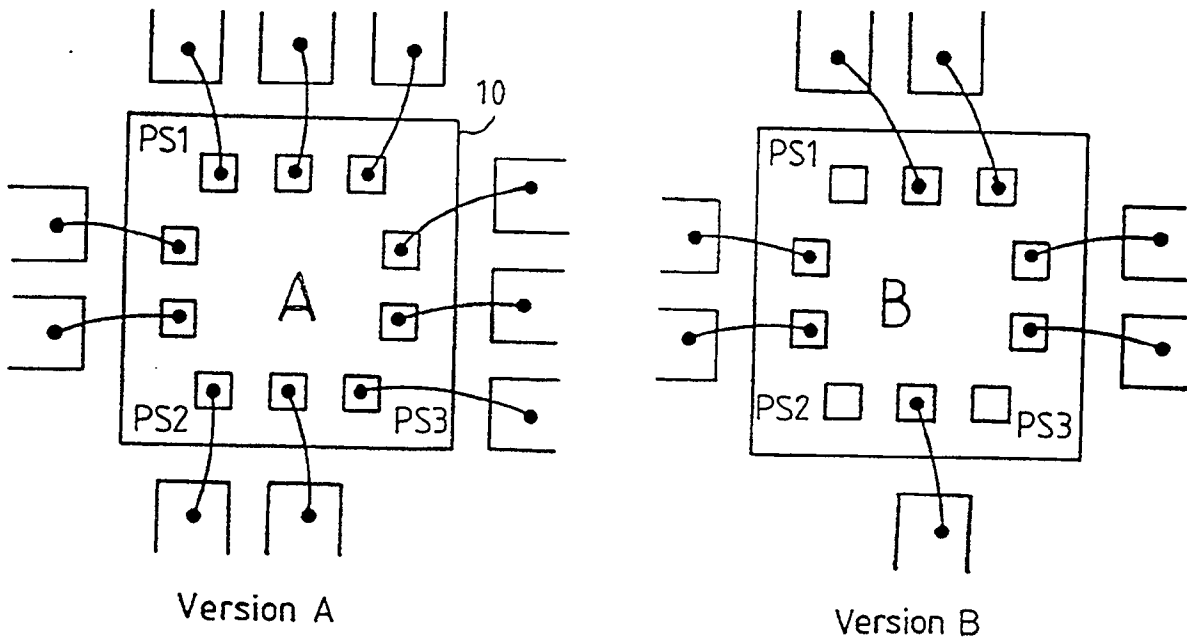 10
PS1
A
PS2
PS3
Version A
PS1
B
PS2
PS3
Version B